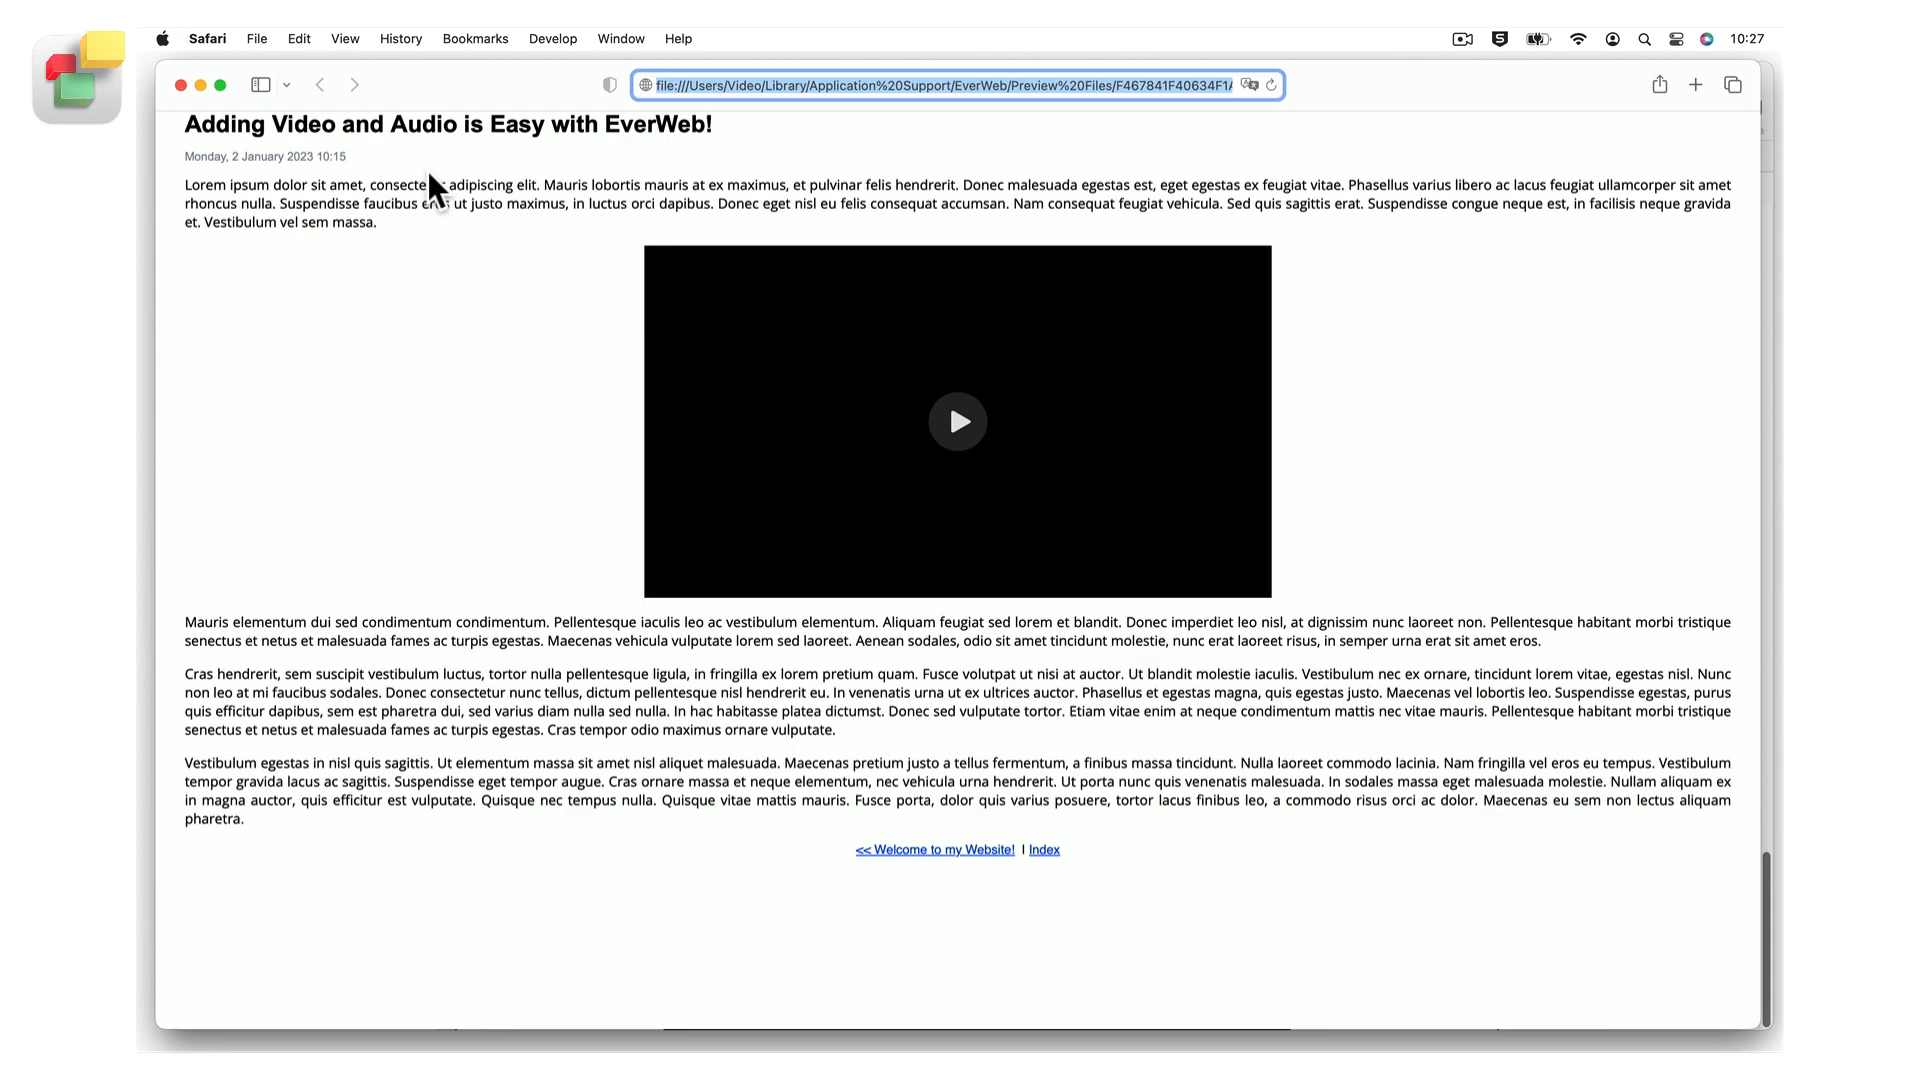 Safari File Edit View History Bookmarks Develop Window Help 10:27
file:///Users/Video/Library/Application%20Support/EverWeb/Preview%20Files/F467841F40634F1
Adding Video and Audio is Easy with EverWeb!
Monday, 2 January 2023 10:15
Lorem ipsum dolor sit amet, adipiscing elit. Mauris lobortis mauris at ex maximus, et pulvinar felis hendrerit. Donec malesuada egestas est, eget egestas ex feugiat vitae. Phasellus varius libero ac lacus feugiat ullamcorper sit amet
rhoncus nulla. Suspendisse faucibus ut justo maximus, in luctus orci dapibus. Donec eget nisl eu felis consequat accumsan. Nam consequat feugiat vehicula. Sed quis sagittis erat. Suspendisse congue neque est, in facilisis neque gravida
et. Vestibulum vel sem massa.
Mauris elementum dui sed condimentum condimentum. Pellentesque iaculis leo ac vestibulum elementum. Aliquam feugiat sed lorem et blandit. Donec imperdiet leo nisl, at dignissim nunc laoreet non. Pellentesque habitant morbi tristique
senectus et netus et malesuada fames ac turpis egestas. Maecenas vehicula vulputate lorem sed laoreet. Aenean sodales, odio sit amet tincidunt molestie, nunc erat laoreet risus, in semper urna erat sit amet eros.
Cras hendrerit, sem suscipit vestibulum luctus, tortor nulla pellentesque ligula, in fringilla ex lorem pretium quam. Fusce volutpat ut nisi at auctor. Ut blandit molestie iaculis. Vestibulum nec ex ornare, tincidunt lorem vitae, egestas nisl. Nunc
non leo at mi faucibus sodales. Donec consectetur nunc tellus, dictum pellentesque nisl hendrerit eu. In venenatis urna ut ex ultrices auctor. Phasellus et egestas magna, quis egestas justo. Maecenas vel lobortis leo. Suspendisse egestas, purus
quis efficitur dapibus, sem est pharetra dui, sed varius diam nulla sed nulla. In hac habitasse platea dictumst. Donec sed vulputate tortor. Etiam vitae enim at neque condimentum mattis nec vitae mauris. Pellentesque habitant morbi tristique
senectus et netus et malesuada fames ac turpis egestas. Cras tempor odio maximus ornare vulputate.
Vestibulum egestas in nisl quis sagittis. Ut elementum massa sit amet nisl aliquet malesuada. Maecenas pretium justo a tellus fermentum, a finibus massa tincidunt. Nulla laoreet commodo lacinia. Nam fringilla vel eros eu tempus. Vestibulum
tempor gravida lacus ac sagittis. Suspendisse eget tempor augue. Cras ornare massa et neque elementum, nec vehicula urna hendrerit. Ut porta nunc quis venenatis malesuada. In sodales massa eget malesuada molestie. Nullam aliquam ex
in magna auctor, quis efficitur est vulputate. Quisque nec tempus nulla. Quisque vitae mattis mauris. Fusce porta, dolor quis varius posuere, tortor lacus finibus leo, a commodo risus orci ac dolor. Maecenas eu sem non lectus aliquam
pharetra.
<< Welcome to my Website! | Index